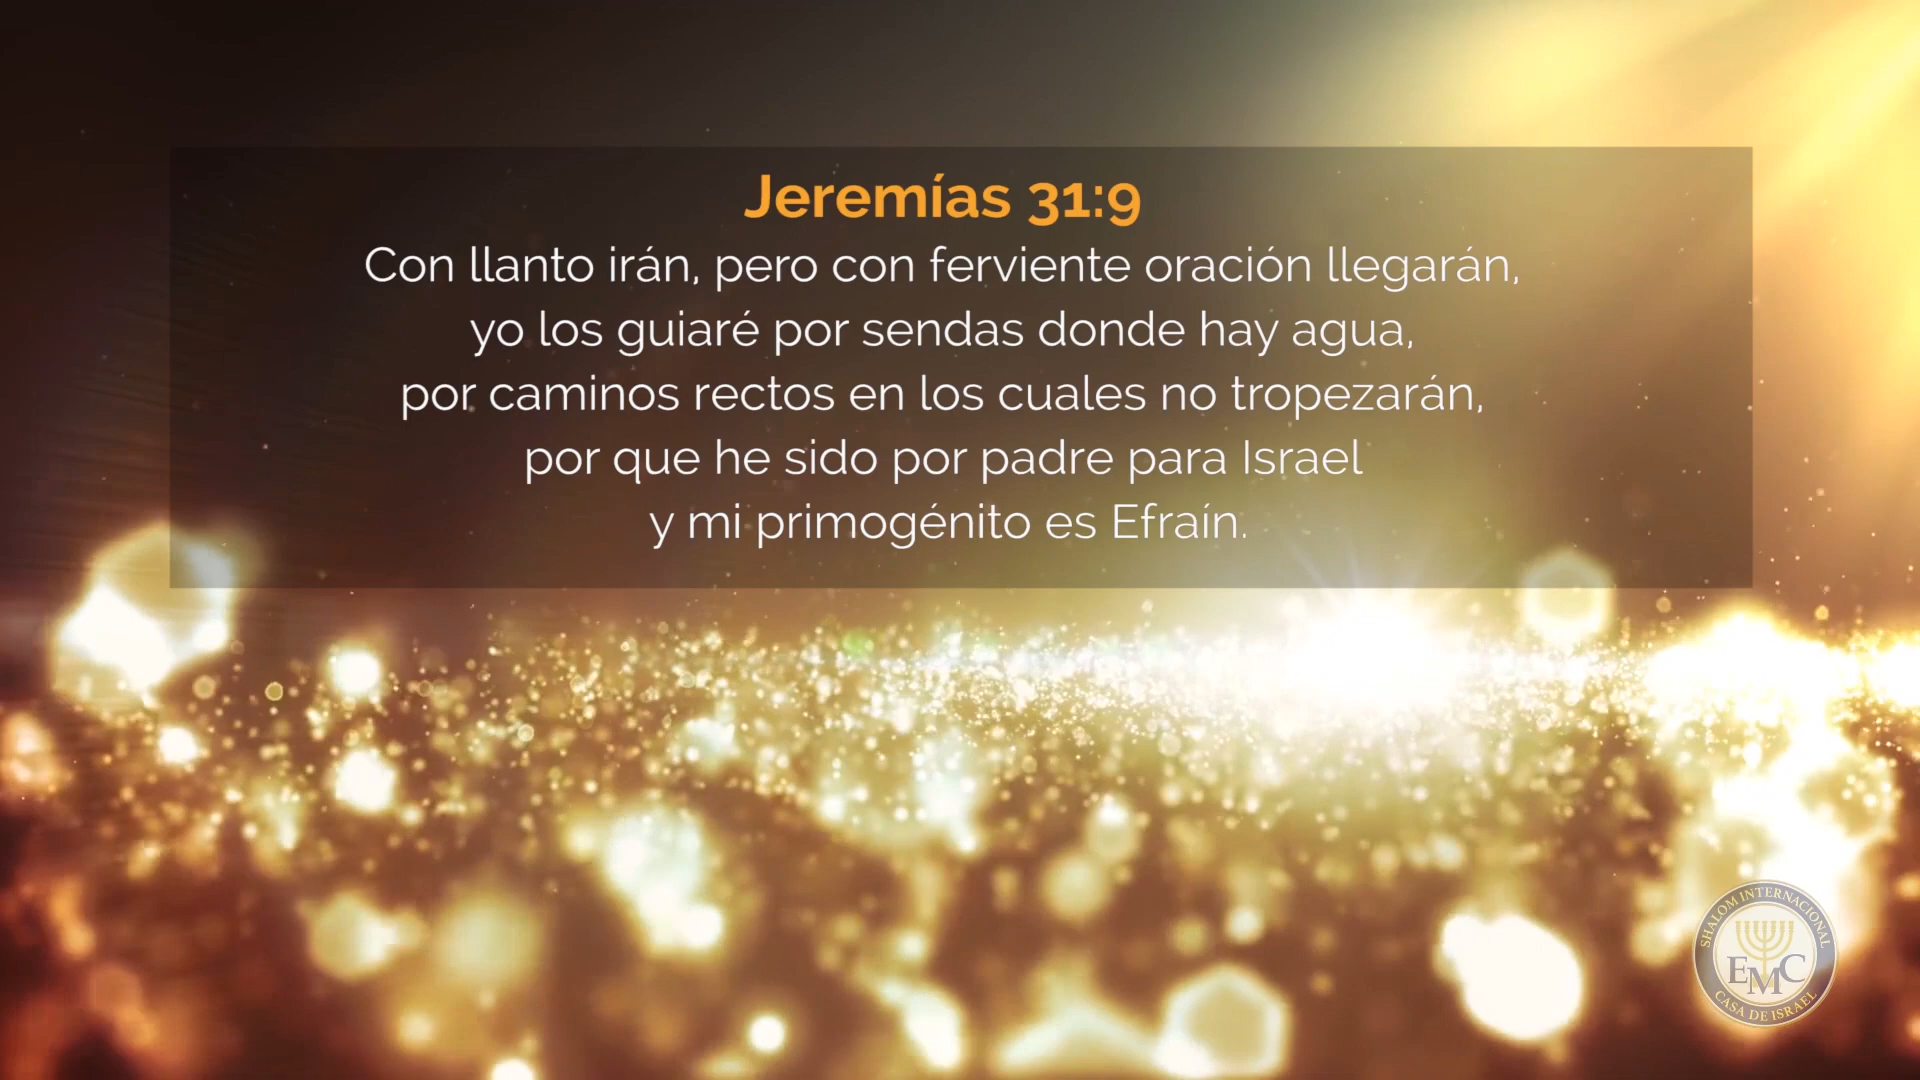 Jeremías 31:9
Con llanto irán, pero con ferviente oración llegarán,
yo los guiaré por sendas donde hay agua,
por caminos rectos en los cuales no tropezarán,
por que he sido por padre para Israel
y mi primogénito es Efraín.
SHALOM INTERNACIONAL
EMC
CASA DE ISRAEL